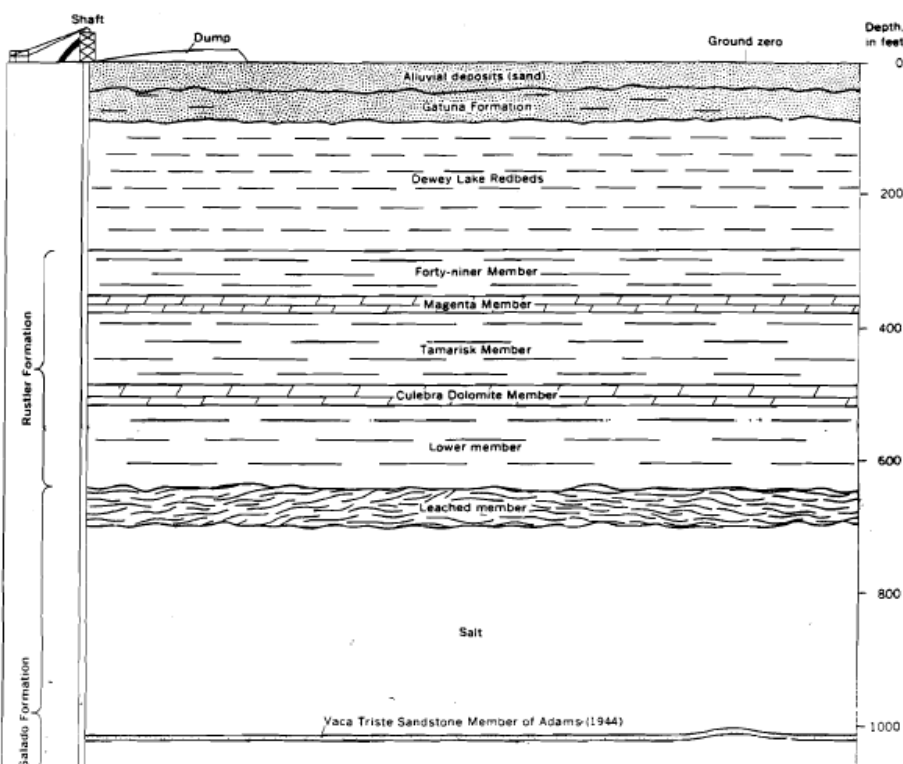 Shaft
Dump
Ground zero
Depth,
in feet
0
Alluvial deposits (sand)
Gatuna Formation
Dewey Lake Redbeds
200
Forty-niner Member
Magenta Member
400
Tamarisk Member
Culebra Dolomite Member
Rustler Formation
Lower member
600
Leached member
800
Salt
Salado Formation
Vaca Triste Sandstone Member of Adams (1944)
1000